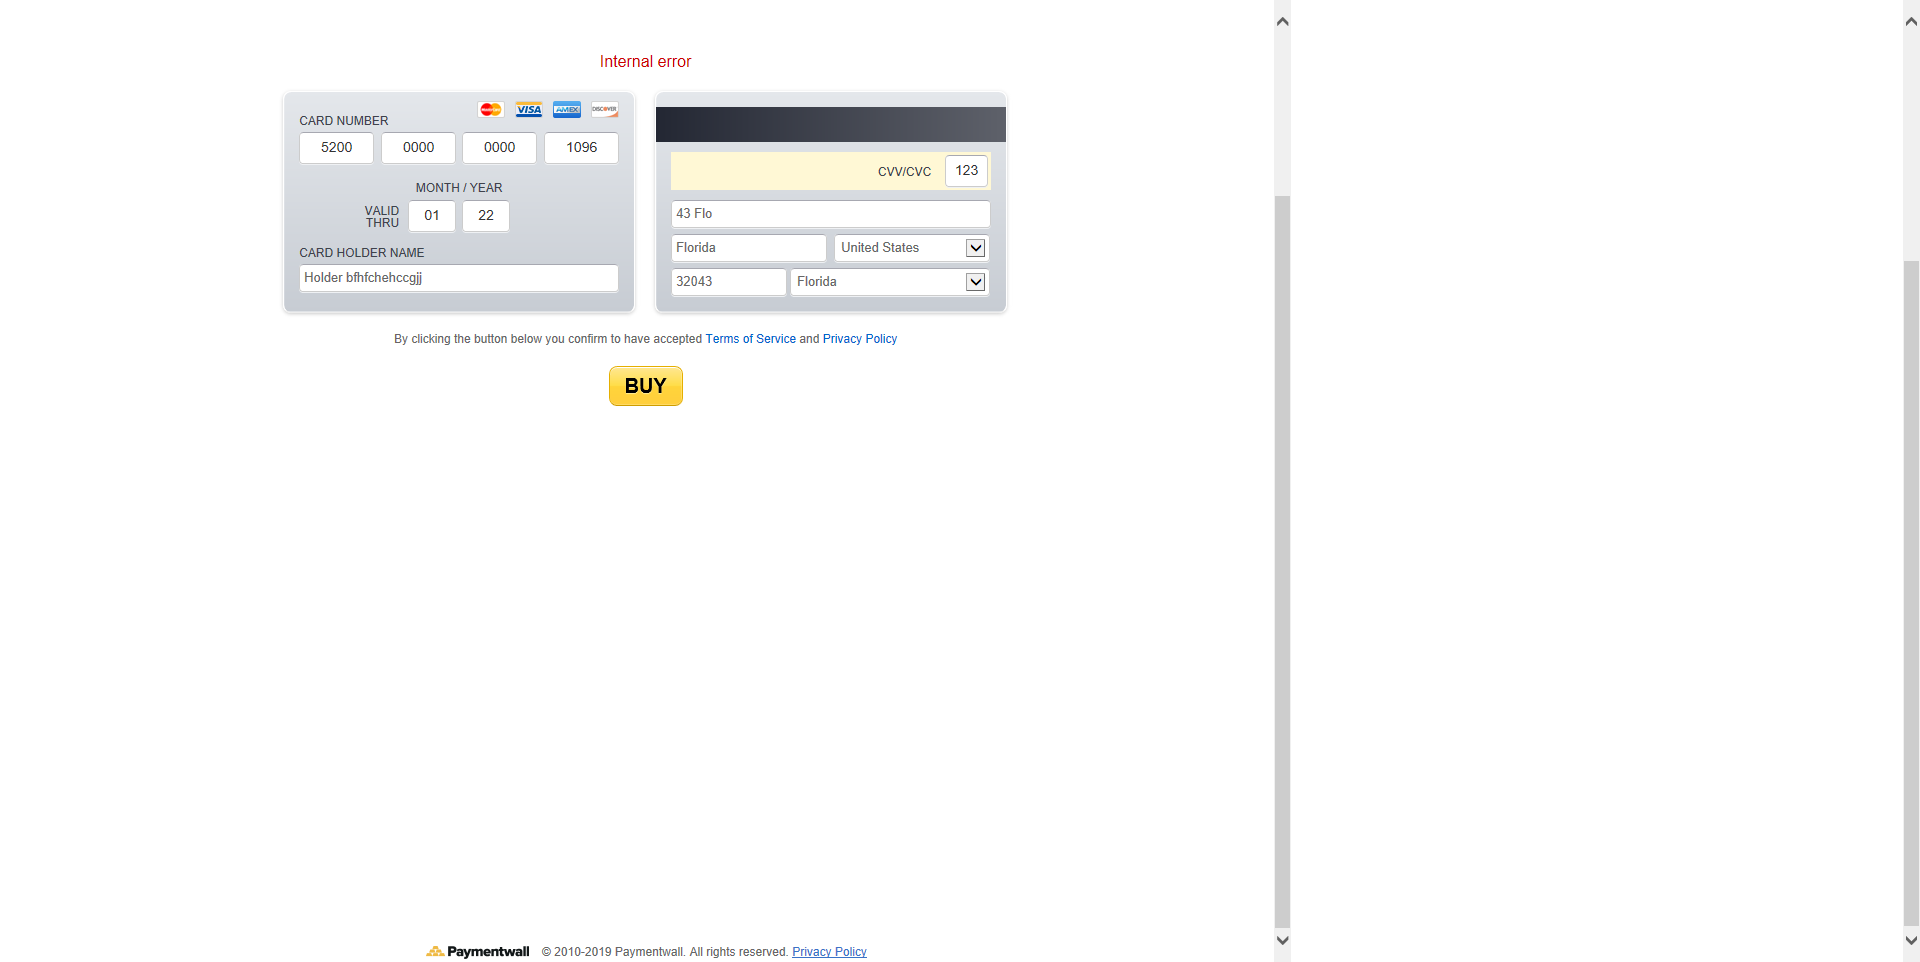 Internal error
CARD NUMBER
MasterCard VISA AMEX DISCOVER
5200 0000 0000 1096
MONTH / YEAR
VALID THRU 01 22
CARD HOLDER NAME
Holder bfhfchehccgjj
CVV/CVC 123
43 Flo
Florida United States
32043 Florida
By clicking the button below you confirm to have accepted Terms of Service and Privacy Policy
BUY
Paymentwall © 2010-2019 Paymentwall. All rights reserved. Privacy Policy